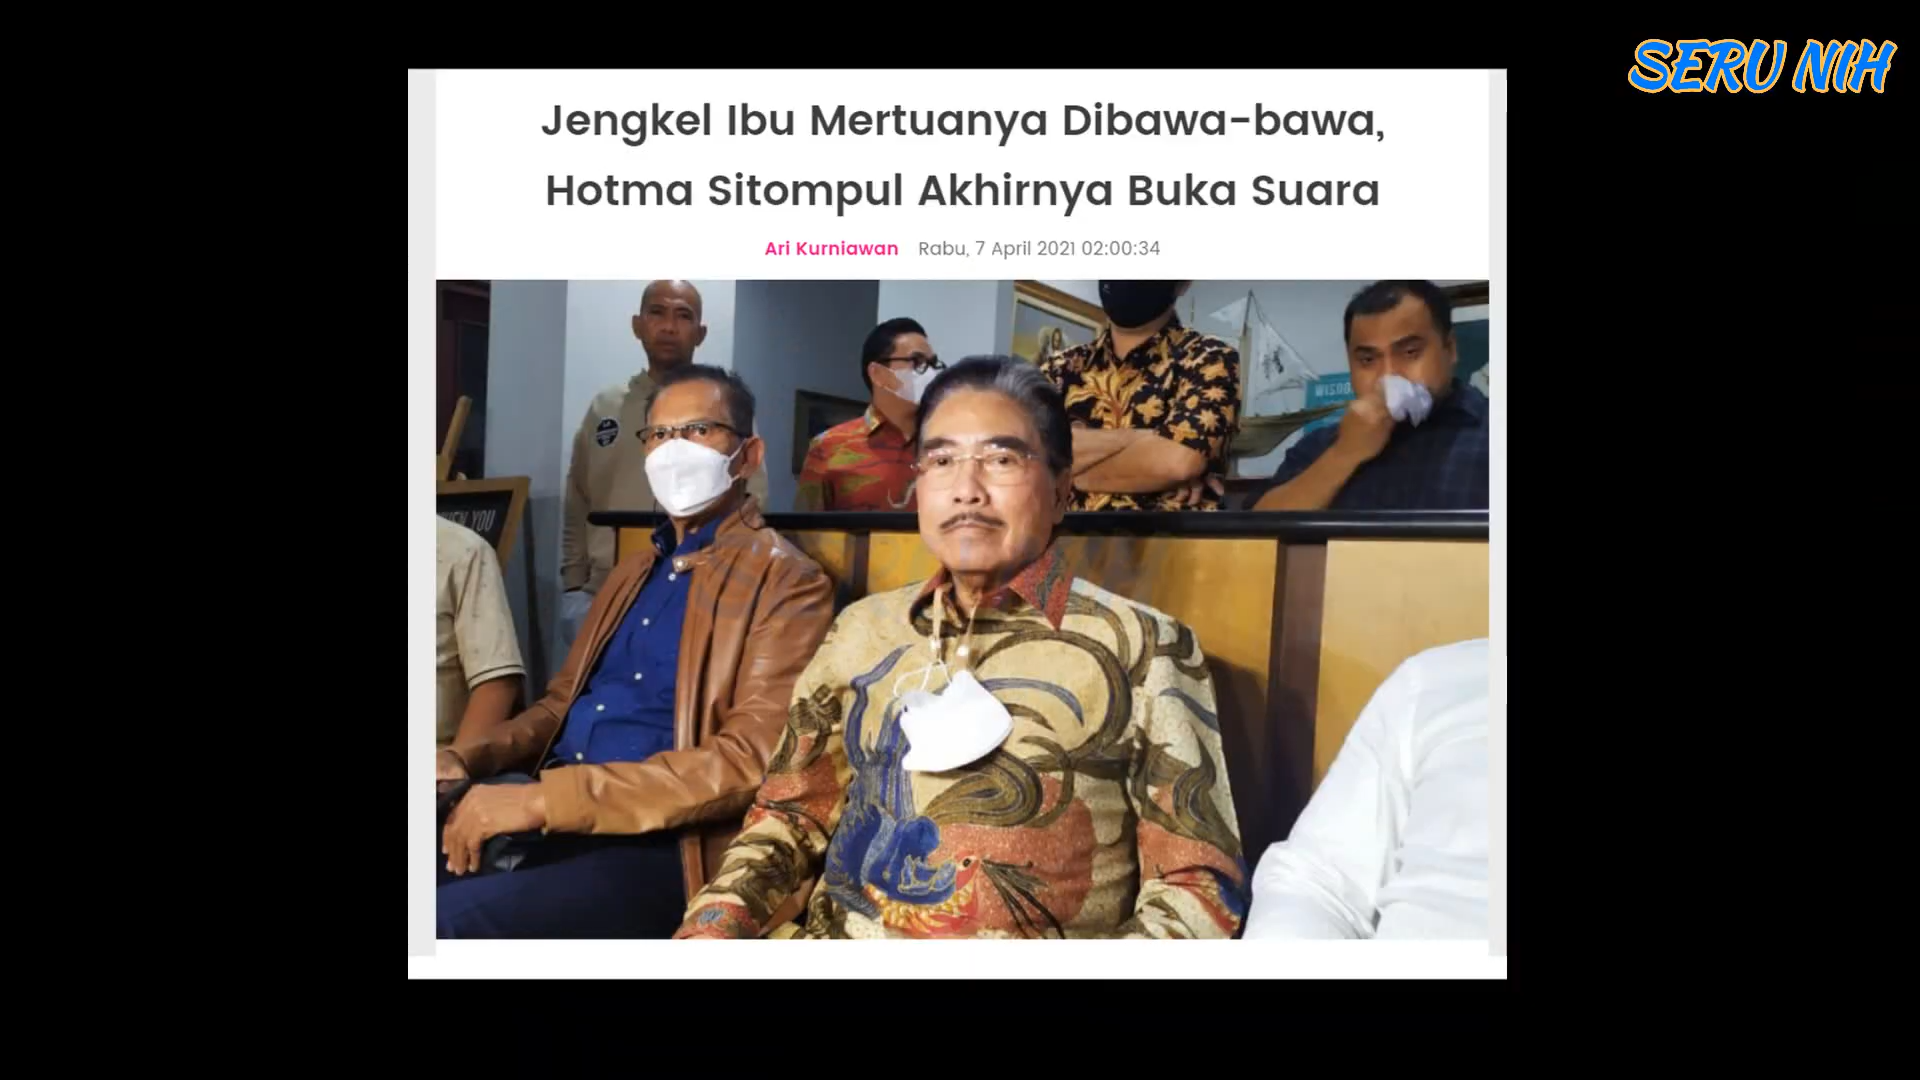 SERU NIH
Jengkel Ibu Mertuanya Dibawa-bawa,
Hotma Sitompul Akhirnya Buka Suara
Ari Kurniawan Rabu, 7 April 2021 02:00:34
YOU